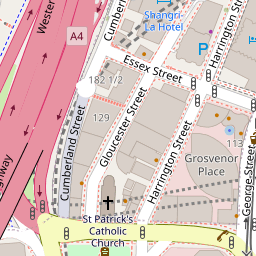 Western
Cumberland
Shangri-
La Hotel
Harrington Street
A4
P
Essex Street
182 1/2
129
Cumberland Street
Gloucester Street
Harrington Street
113
Grosvenor
Place
George Street
St Patrick's
Catholic
Church